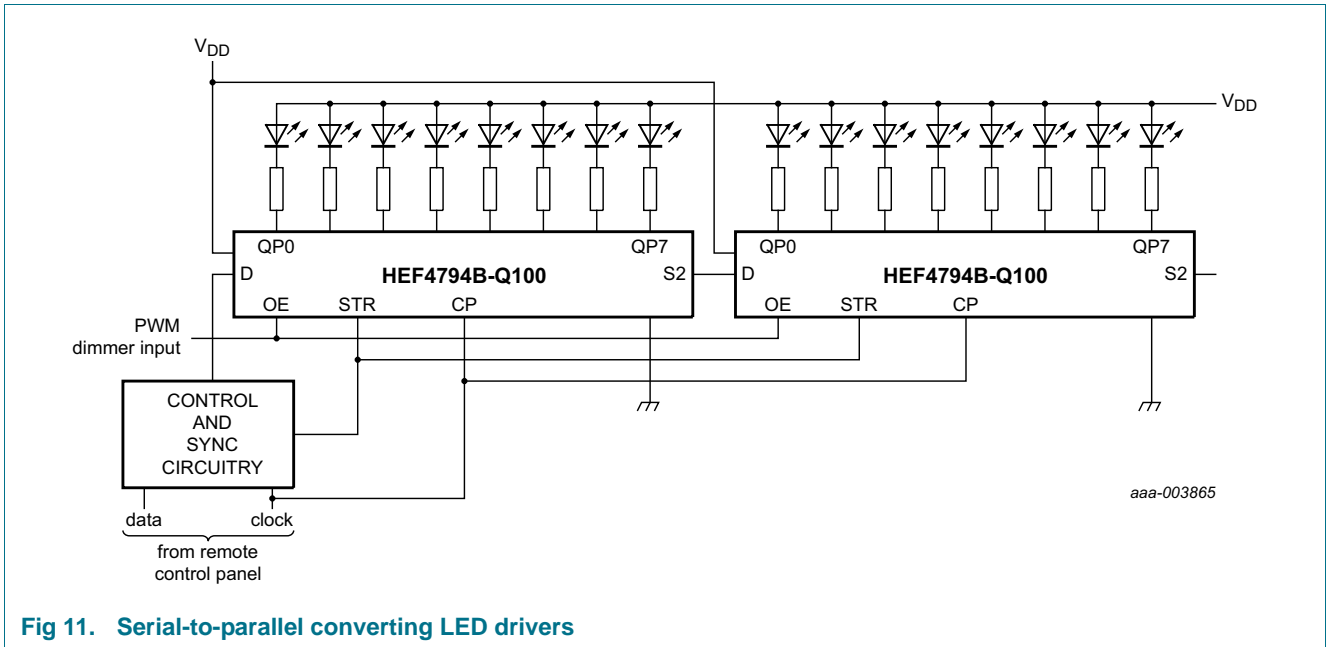 VDD
VDD
QP0
QP7
D
HEF4794B-Q100
S2
OE
STR
CP
QP0
QP7
D
HEF4794B-Q100
S2
OE
STR
CP
PWM
dimmer input
CONTROL
AND
SYNC
CIRCUITRY
data
clock
from remote
control panel
aaa-003865
Fig 11. Serial-to-parallel converting LED drivers